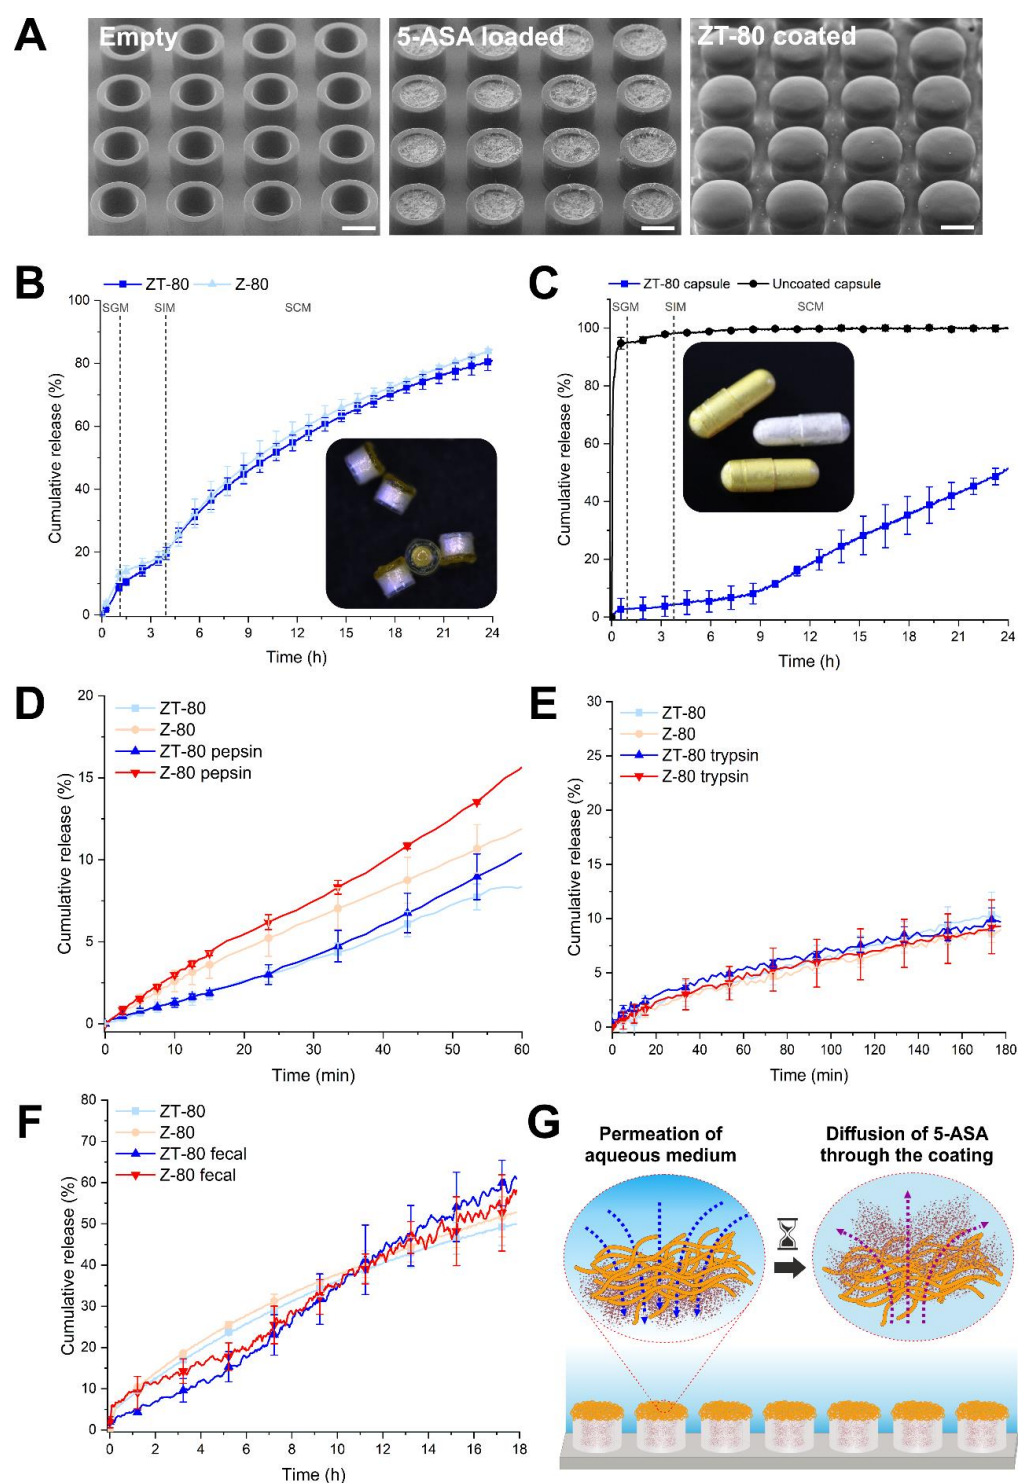 A
Empty
5-ASA loaded
ZT-80 coated
B
ZT-80
Z-80
SGM
SIM
SCM
100
80
60
40
20
0
Cumulative release (%)
0 3 6 9 12 15 18 21 24
Time (h)
C
ZT-80 capsule
Uncoated capsule
SGM
SIM
SCM
100
80
60
40
20
0
Cumulative release (%)
0 3 6 9 12 15 18 21 24
Time (h)
D
ZT-80
Z-80
ZT-80 pepsin
Z-80 pepsin
20
15
10
5
0
Cumulative release (%)
0 10 20 30 40 50 60
Time (min)
E
ZT-80
Z-80
ZT-80 trypsin
Z-80 trypsin
30
25
20
15
10
5
0
Cumulative release (%)
0 20 40 60 80 100 120 140 160 180
Time (min)
F
ZT-80
Z-80
ZT-80 fecal
Z-80 fecal
80
70
60
50
40
30
20
10
0
Cumulative release (%)
0 2 4 6 8 10 12 14 16 18
Time (h)
G
Permeation of
aqueous medium
Diffusion of 5-ASA
through the coating